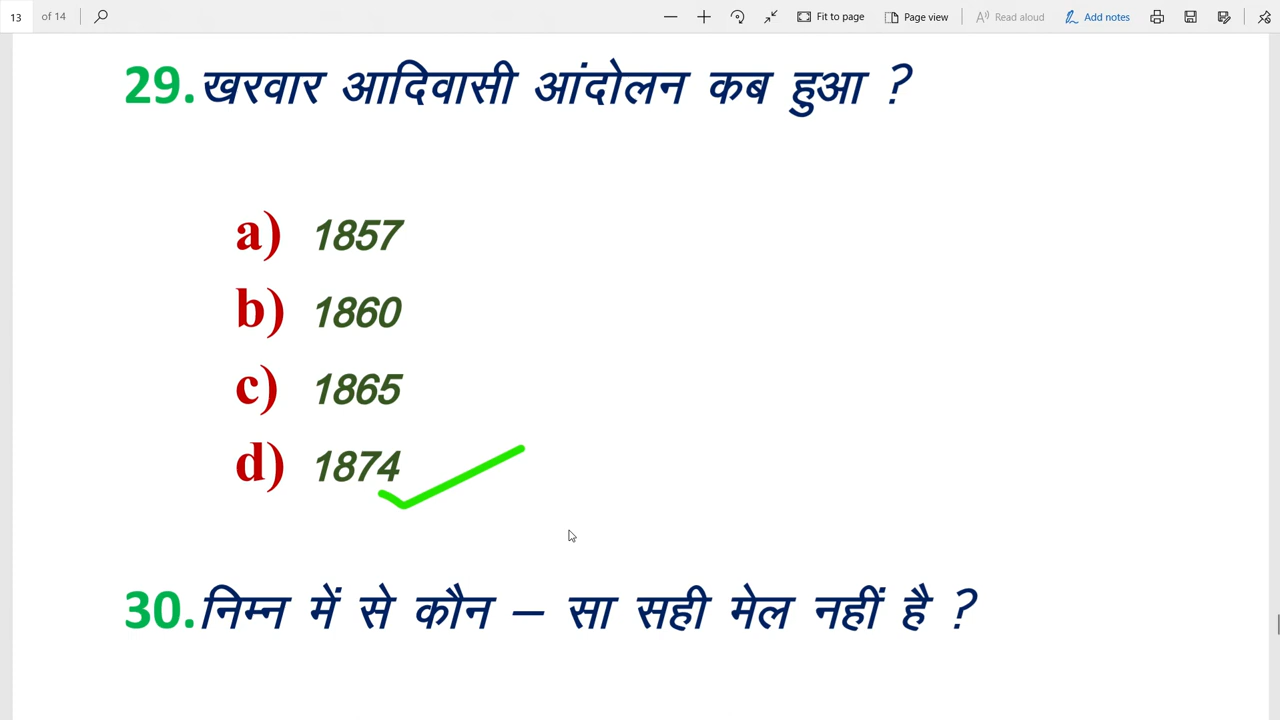 13 of 14 Fit to page Page view Read aloud Add notes
29. खरवार आदिवासी आंदोलन कब हुआ ?
a) 1857
b) 1860
c) 1865
d) 1874
30. निम्न में से कौन – सा सही मेल नहीं है ?